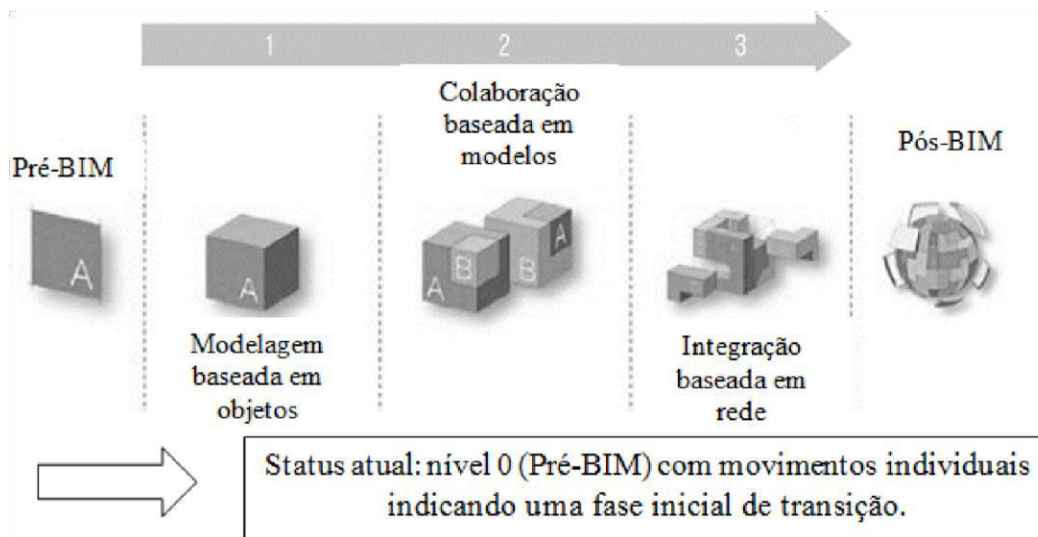 1
2
3
Colaboração
baseada em
modelos
Pré-BIM
Pós-BIM
A
A
A
B
B
A
Modelagem
baseada em
objetos
Integração
baseada em
rede
Status atual: nível 0 (Pré-BIM) com movimentos individuais
indicando uma fase inicial de transição.